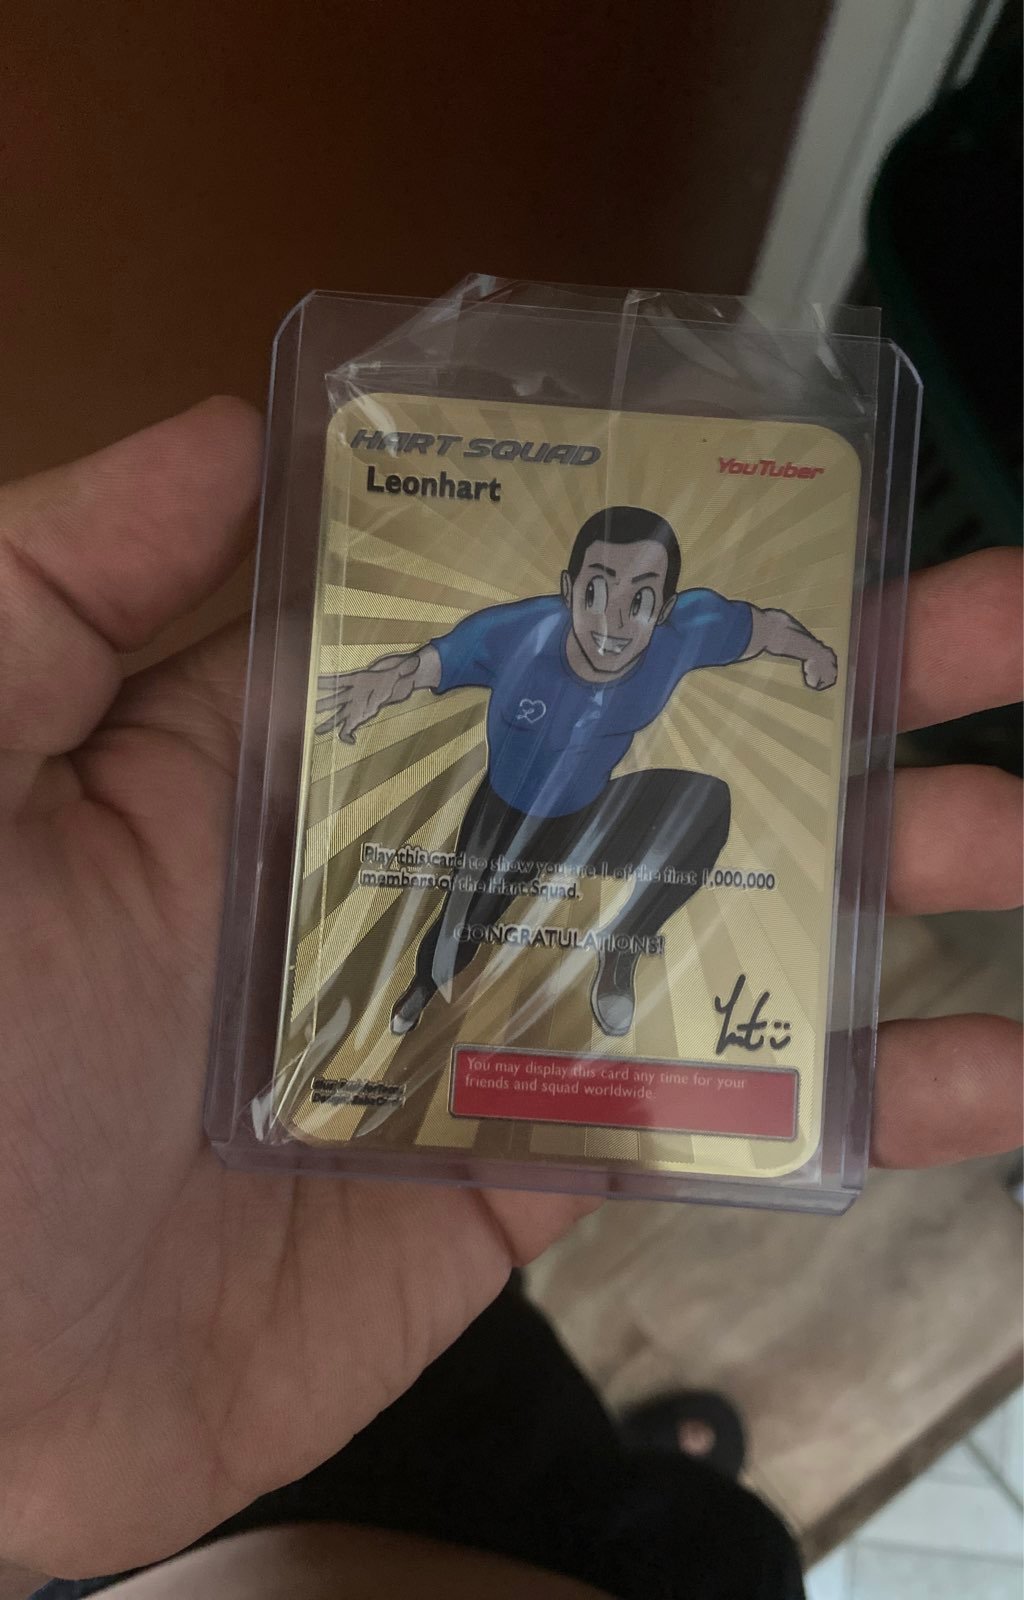 HART SQUAD
YouTuber
Leonhart
Play this card to show you are 1 of the first 1,000,000
members of the Hart Squad.
CONGRATULATIONS!
You may display this card any time for your
friends and squad worldwide.